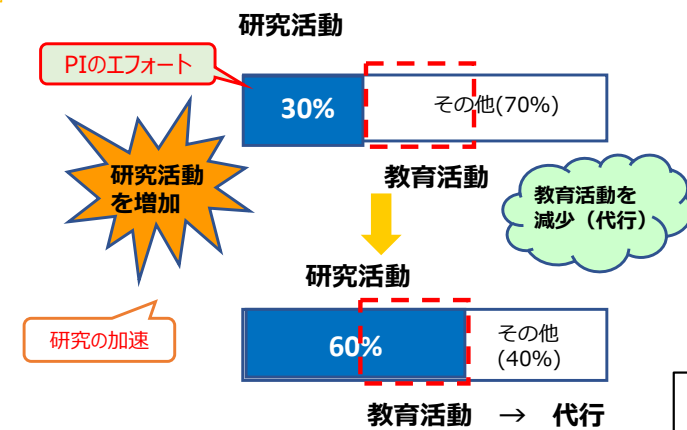 研究活動
PIのエフォート
30%
その他(70%)
研究活動
を増加
教育活動
教育活動を
減少（代行）
研究活動
研究の加速
60%
その他
(40%)
教育活動 → 代行